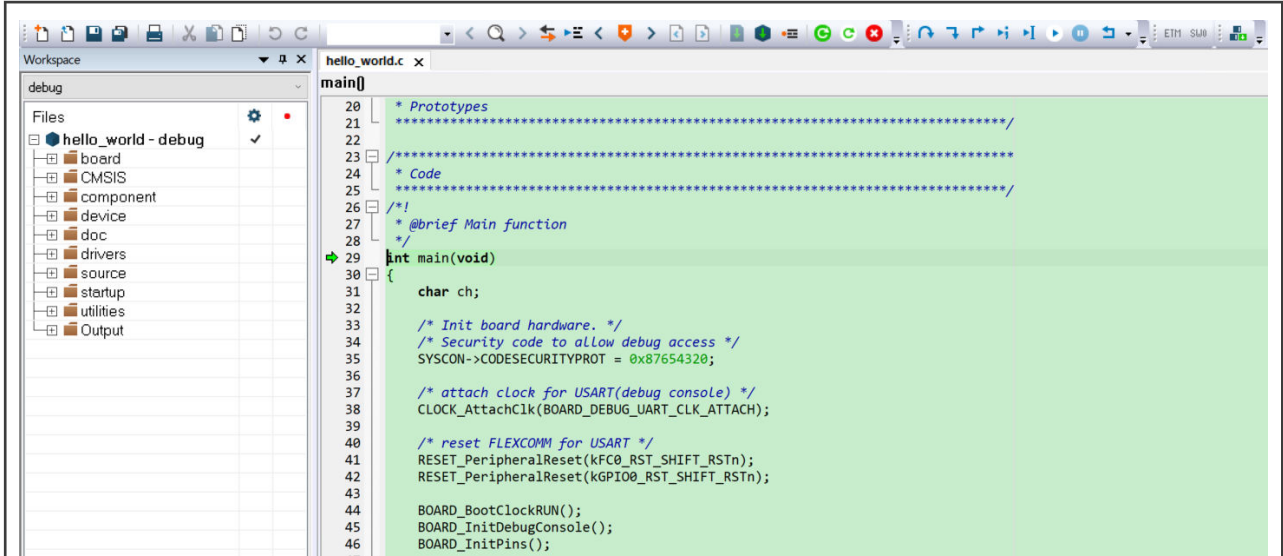 ETM SWO
Workspace
hello_world.c x
debug
main()
Files
hello_world - debug
board
CMSIS
component
device
doc
drivers
source
startup
utilities
Output
20 * Prototypes
21 ******************************************************************************/
22
23 /*******************************************************************************
24 * Code
25 ******************************************************************************/
26 /*!
27 * @brief Main function
28 */
29 int main(void)
30 {
31 char ch;
32
33 /* Init board hardware. */
34 /* Security code to allow debug access */
35 SYSCON->CODESECURITYPROT = 0x87654320;
36
37 /* attach clock for USART(debug console) */
38 CLOCK_AttachClk(BOARD_DEBUG_UART_CLK_ATTACH);
39
40 /* reset FLEXCOMM for USART */
41 RESET_PeripheralReset(kFC0_RST_SHIFT_RSTn);
42 RESET_PeripheralReset(kGPIO0_RST_SHIFT_RSTn);
43
44 BOARD_BootClockRUN();
45 BOARD_InitDebugConsole();
46 BOARD_InitPins();